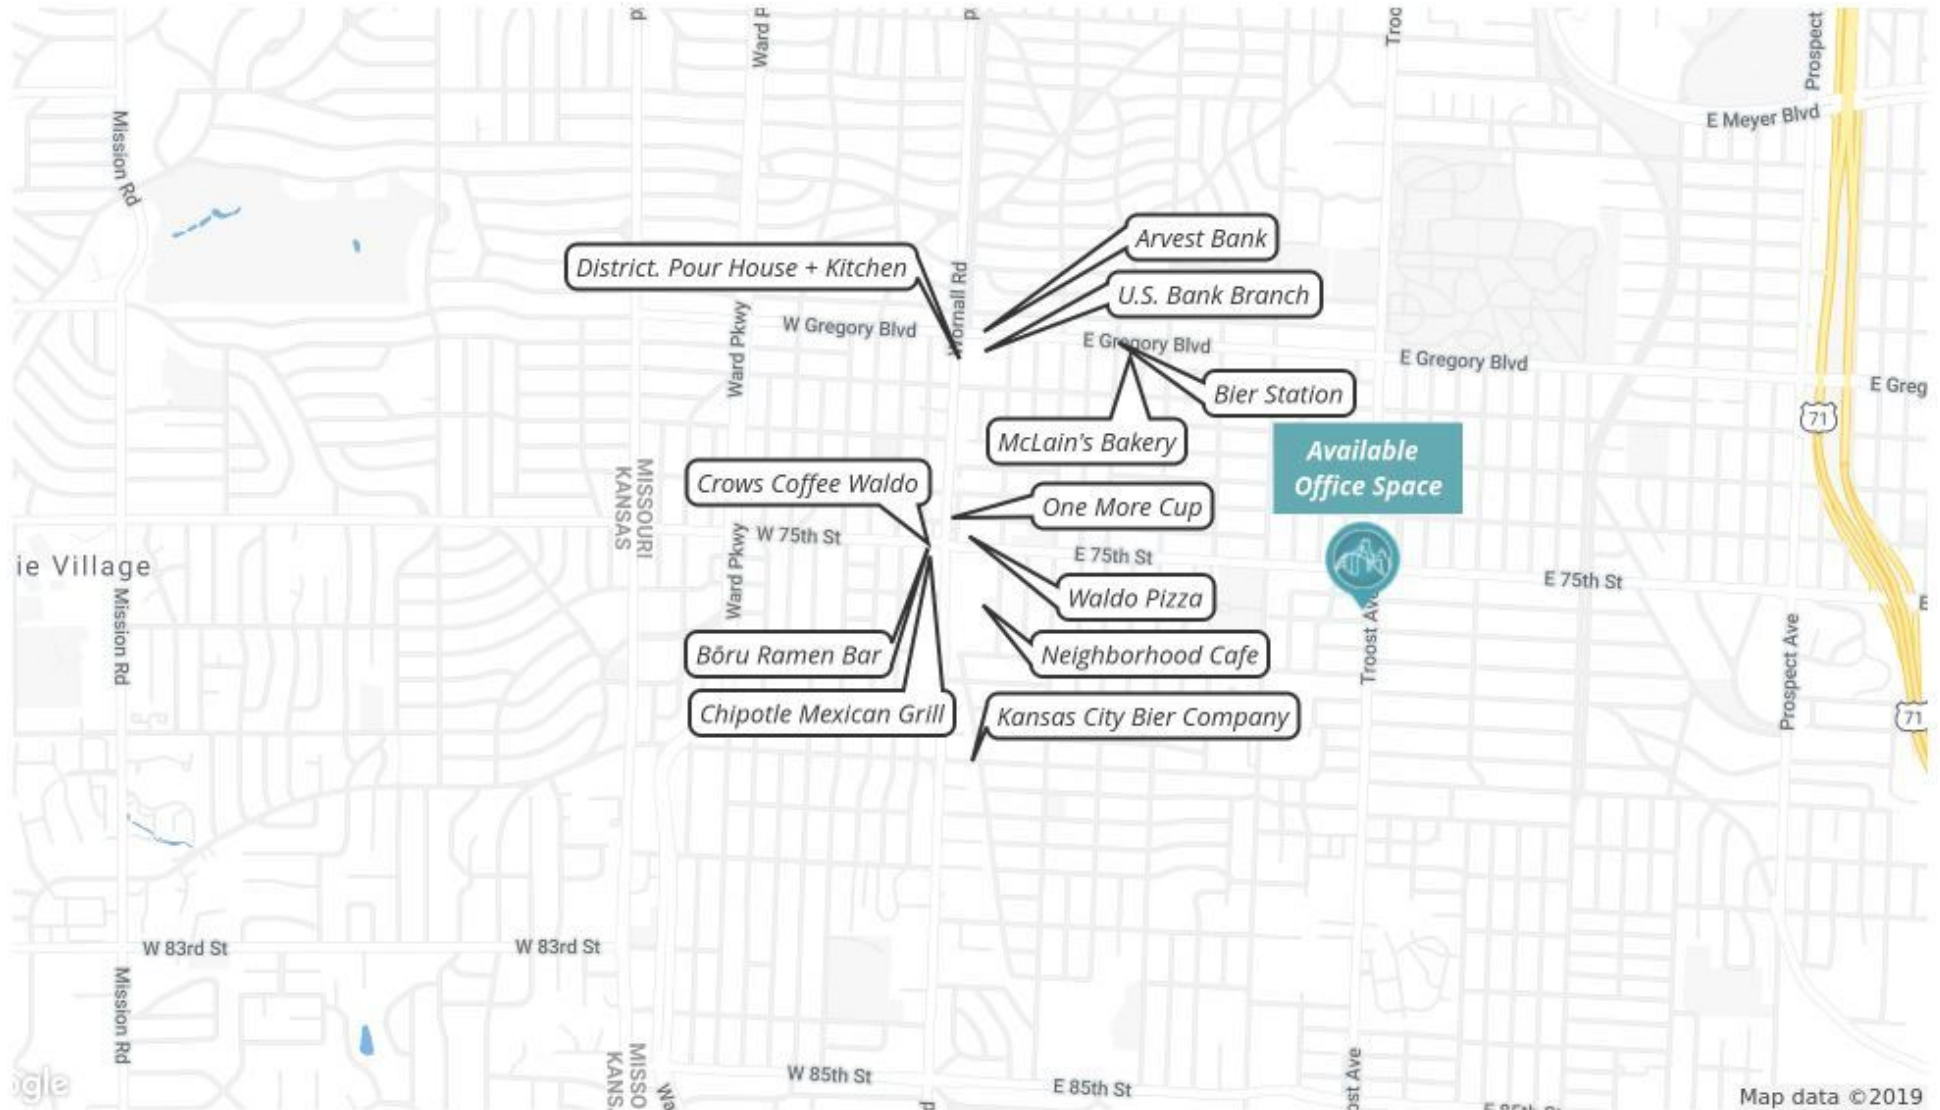 Ward P
Troo
Prospect
Mission Rd
E Meyer Blvd
Arvest Bank
District. Pour House + Kitchen
U.S. Bank Branch
Wornall Rd
W Gregory Blvd
E Gregory Blvd
E Gregory Blvd
E Greg
Ward Pkwy
Bier Station
71
McLain's Bakery
Available
Office Space
Crows Coffee Waldo
One More Cup
MISSOURI
KANSAS
W 75th St
E 75th St
E 75th St
ie Village
Ward Pkwy
Waldo Pizza
E
Mission Rd
Troost Ave
Bōru Ramen Bar
Neighborhood Cafe
Prospect Ave
Chipotle Mexican Grill
Kansas City Bier Company
71
W 83rd St
W 83rd St
Mission Rd
MISSO
KANS
W 85th St
E 85th St
ost Ave
ogle
Map data ©2019